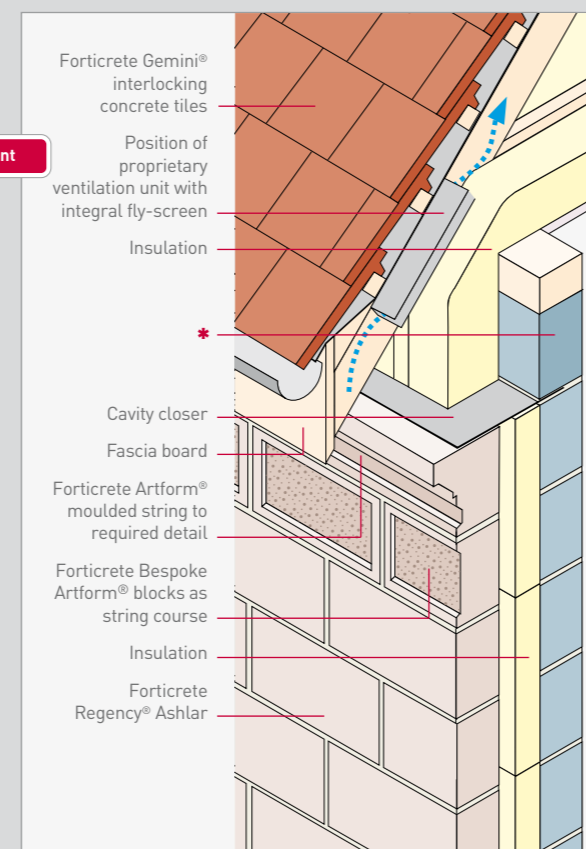 Forticrete Gemini®
interlocking
concrete tiles
nt
Position of
proprietary
ventilation unit with
integral fly-screen
Insulation
*
Cavity closer
Fascia board
Forticrete Artform®
moulded string to
required detail
Forticrete Bespoke
Artform® blocks as
string course
Insulation
Forticrete
Regency® Ashlar